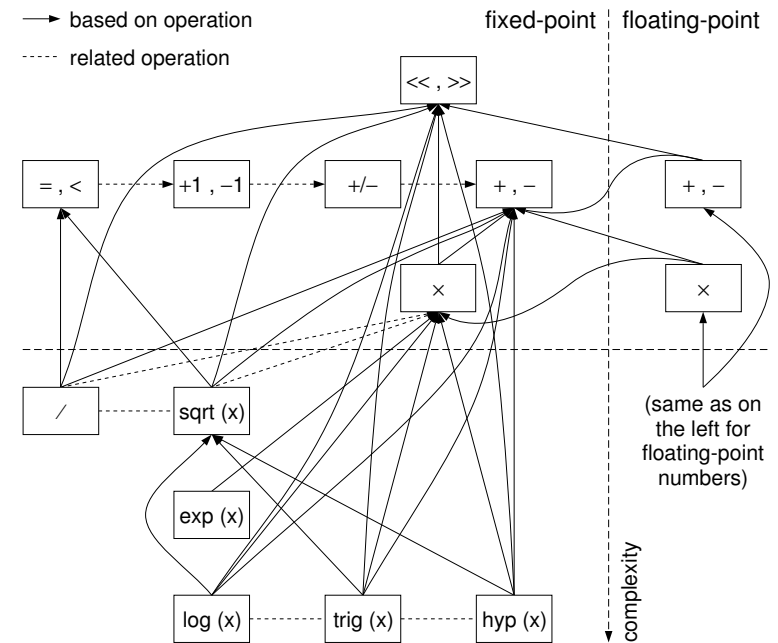 based on operation
related operation
fixed-point
floating-point
<< , >>
= , <
+1 , −1
+/−
+ , −
+ , −
×
×
/
sqrt (x)
(same as on
the left for
floating-point
numbers)
exp (x)
log (x)
trig (x)
hyp (x)
complexity